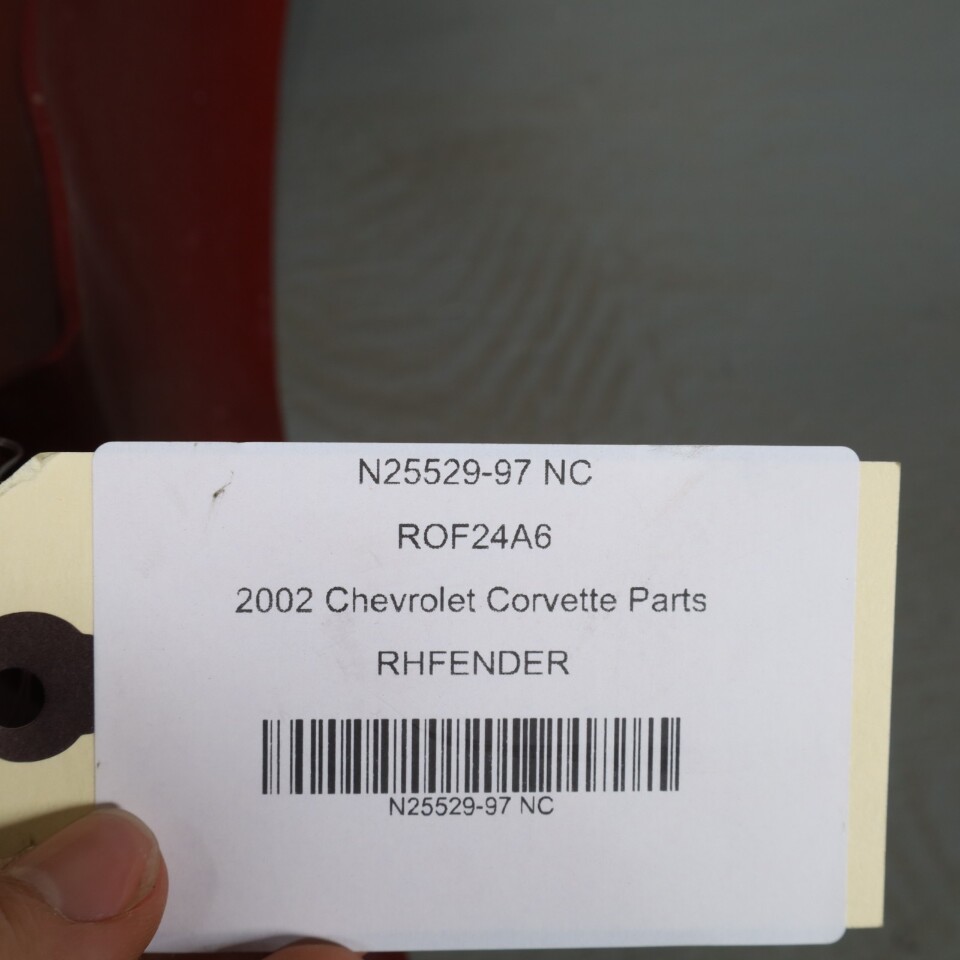 N25529-97 NC
ROF24A6
2002 Chevrolet Corvette Parts
RHFENDER
N25529-97 NC